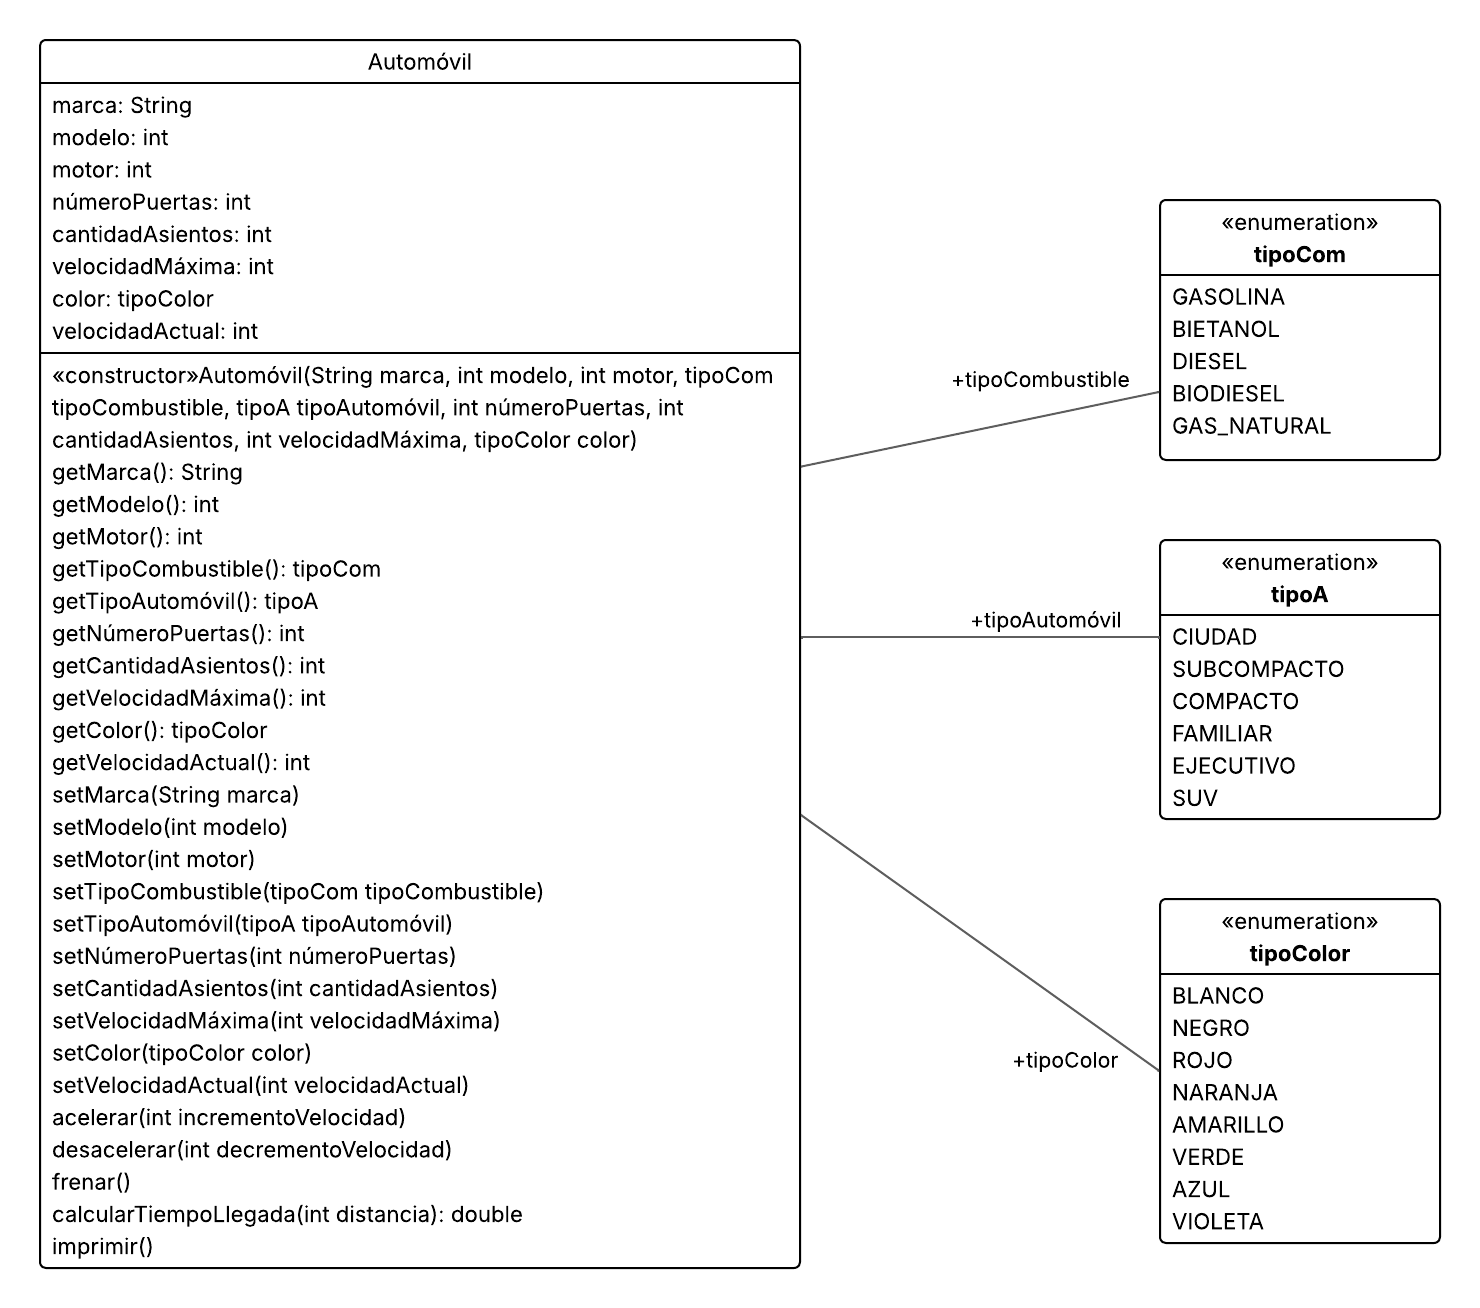 Automóvil
marca: String
modelo: int
motor: int
númeroPuertas: int
cantidadAsientos: int
velocidadMáxima: int
color: tipoColor
velocidadActual: int
«constructor»Automóvil(String marca, int modelo, int motor, tipoCom
tipoCombustible, tipoA tipoAutomóvil, int númeroPuertas, int
cantidadAsientos, int velocidadMáxima, tipoColor color)
getMarca(): String
getModelo(): int
getMotor(): int
getTipoCombustible(): tipoCom
getTipoAutomóvil(): tipoA
getNúmeroPuertas(): int
getCantidadAsientos(): int
getVelocidadMáxima(): int
getColor(): tipoColor
getVelocidadActual(): int
setMarca(String marca)
setModelo(int modelo)
setMotor(int motor)
setTipoCombustible(tipoCom tipoCombustible)
setTipoAutomóvil(tipoA tipoAutomóvil)
setNúmeroPuertas(int númeroPuertas)
setCantidadAsientos(int cantidadAsientos)
setVelocidadMáxima(int velocidadMáxima)
setColor(tipoColor color)
setVelocidadActual(int velocidadActual)
acelerar(int incrementoVelocidad)
desacelerar(int decrementoVelocidad)
frenar()
calcularTiempoLlegada(int distancia): double
imprimir()
+tipoCombustible
«enumeration»
tipoCom
GASOLINA
BIETANOL
DIESEL
BIODIESEL
GAS_NATURAL
+tipoAutomóvil
«enumeration»
tipoA
CIUDAD
SUBCOMPACTO
COMPACTO
FAMILIAR
EJECUTIVO
SUV
+tipoColor
«enumeration»
tipoColor
BLANCO
NEGRO
ROJO
NARANJA
AMARILLO
VERDE
AZUL
VIOLETA